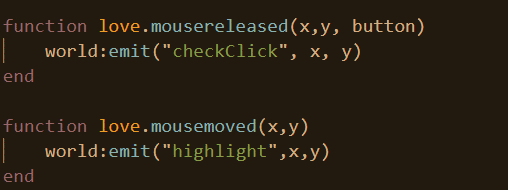 function love.mousereleased(x,y, button)
    world:emit("checkClick", x, y)
end

function love.mousemoved(x,y)
    world:emit("highlight",x,y)
end